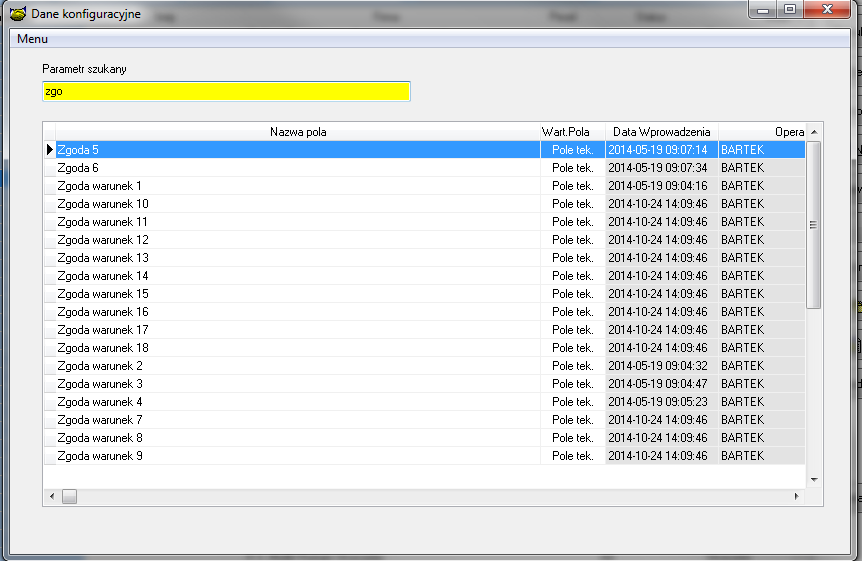 Dane konfiguracyjne
Menu
Parametr szukany
zgo
Nazwa pola Wart.Pola Data Wprowadzenia Opera
Zgoda 5 Pole tek. 2014-05-19 09:07:14 BARTEK
Zgoda 6 Pole tek. 2014-05-19 09:07:34 BARTEK
Zgoda warunek 1 Pole tek. 2014-05-19 09:04:16 BARTEK
Zgoda warunek 10 Pole tek. 2014-10-24 14:09:46 BARTEK
Zgoda warunek 11 Pole tek. 2014-10-24 14:09:46 BARTEK
Zgoda warunek 12 Pole tek. 2014-10-24 14:09:46 BARTEK
Zgoda warunek 13 Pole tek. 2014-10-24 14:09:46 BARTEK
Zgoda warunek 14 Pole tek. 2014-10-24 14:09:46 BARTEK
Zgoda warunek 15 Pole tek. 2014-10-24 14:09:46 BARTEK
Zgoda warunek 16 Pole tek. 2014-10-24 14:09:46 BARTEK
Zgoda warunek 17 Pole tek. 2014-10-24 14:09:46 BARTEK
Zgoda warunek 18 Pole tek. 2014-10-24 14:09:46 BARTEK
Zgoda warunek 2 Pole tek. 2014-05-19 09:04:32 BARTEK
Zgoda warunek 3 Pole tek. 2014-05-19 09:04:47 BARTEK
Zgoda warunek 4 Pole tek. 2014-05-19 09:05:23 BARTEK
Zgoda warunek 7 Pole tek. 2014-10-24 14:09:46 BARTEK
Zgoda warunek 8 Pole tek. 2014-10-24 14:09:46 BARTEK
Zgoda warunek 9 Pole tek. 2014-10-24 14:09:46 BARTEK